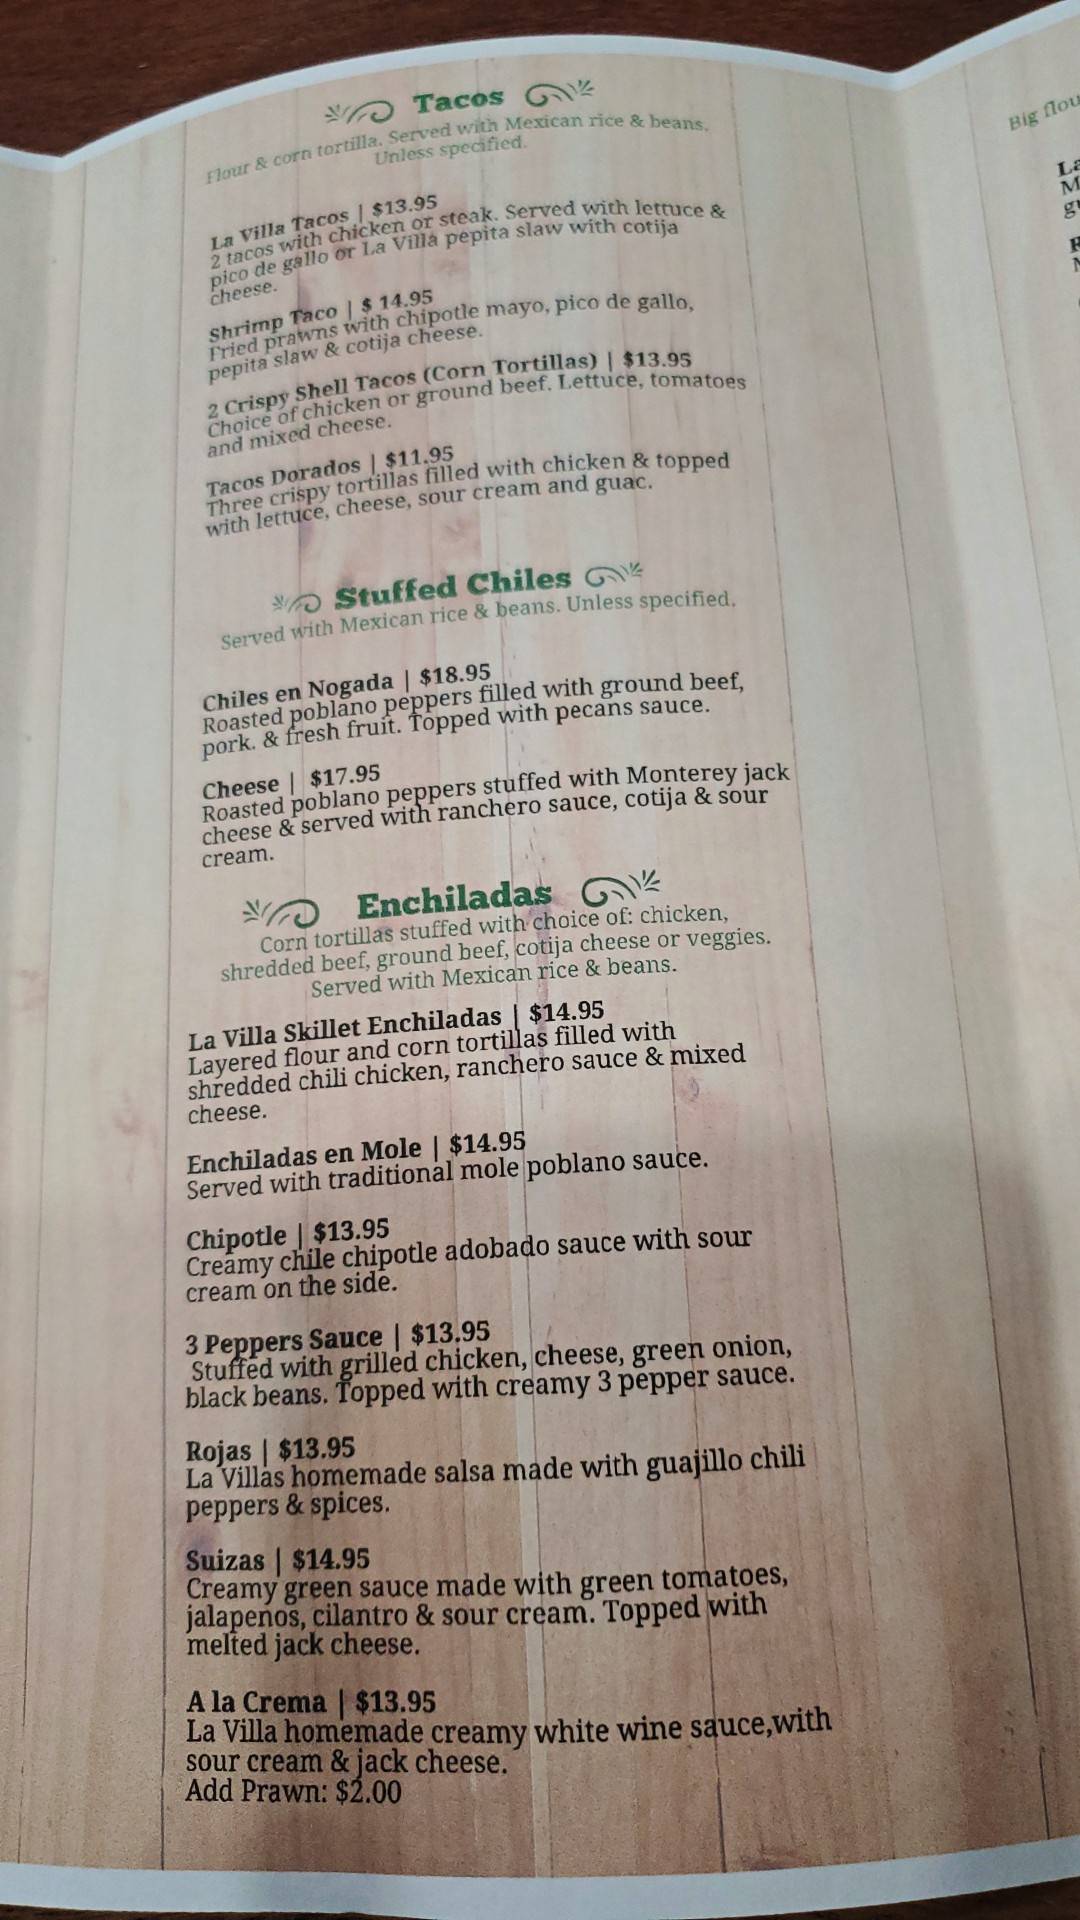 Tacos
Flour & corn tortilla. Served with Mexican rice & beans.
Unless specified.
La Villa Tacos | $13.95
2 tacos with chicken or steak. Served with lettuce &
pico de gallo or La Villa pepita slaw with cotija
cheese.
Shrimp Taco | $ 14.95
Fried prawns with chipotle mayo, pico de gallo,
pepita slaw & cotija cheese.
2 Crispy Shell Tacos (Corn Tortillas) | $13.95
Choice of chicken or ground beef. Lettuce, tomatoes
and mixed cheese.
Tacos Dorados | $11.95
Three crispy tortillas filled with chicken & topped
with lettuce, cheese, sour cream and guac.
Stuffed Chiles
Served with Mexican rice & beans. Unless specified.
Chiles en Nogada | $18.95
Roasted poblano peppers filled with ground beef,
pork. & fresh fruit. Topped with pecans sauce.
Cheese | $17.95
Roasted poblano peppers stuffed with Monterey jack
cheese & served with ranchero sauce, cotija & sour
cream.
Enchiladas
Corn tortillas stuffed with choice of: chicken,
shredded beef, ground beef, cotija cheese or veggies.
Served with Mexican rice & beans.
La Villa Skillet Enchiladas | $14.95
Layered flour and corn tortillas filled with
shredded chili chicken, ranchero sauce & mixed
cheese.
Enchiladas en Mole | $14.95
Served with traditional mole poblano sauce.
Chipotle | $13.95
Creamy chile chipotle adobado sauce with sour
cream on the side.
3 Peppers Sauce | $13.95
Stuffed with grilled chicken, cheese, green onion,
black beans. Topped with creamy 3 pepper sauce.
Rojas | $13.95
La Villas homemade salsa made with guajillo chili
peppers & spices.
Suizas | $14.95
Creamy green sauce made with green tomatoes,
jalapenos, cilantro & sour cream. Topped with
melted jack cheese.
A la Crema | $13.95
La Villa homemade creamy white wine sauce,with
sour cream & jack cheese.
Add Prawn: $2.00
Big